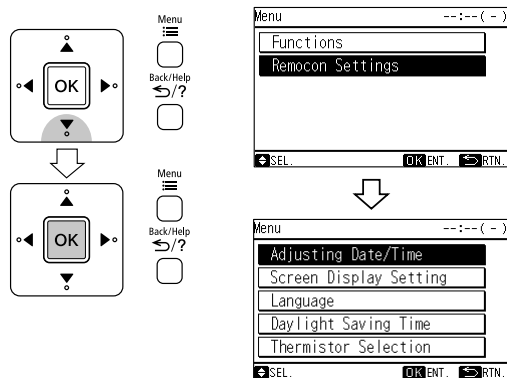 Menu
Back/Help
/?
OK
Menu
Back/Help
/?
OK
Menu --:--( - )
Functions
Remocon Settings
SEL. OK ENT. RTN.
Menu --:--( - )
Adjusting Date/Time
Screen Display Setting
Language
Daylight Saving Time
Thermistor Selection
SEL. OK ENT. RTN.